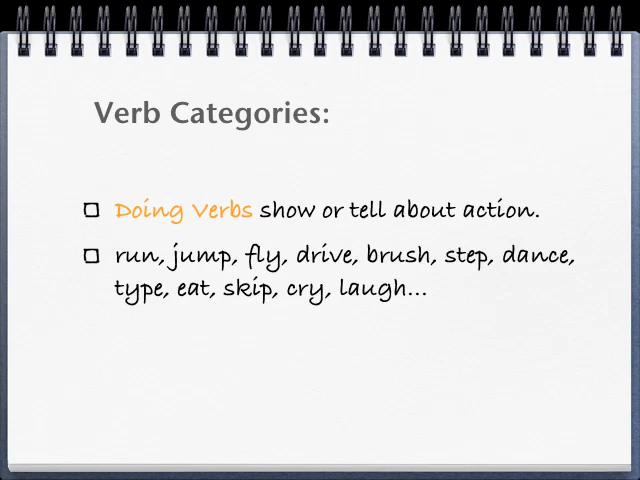 Verb Categories:
Doing Verbs show or tell about action.
run, jump, fly, drive, brush, step, dance,
type, eat, skip, cry, laugh...